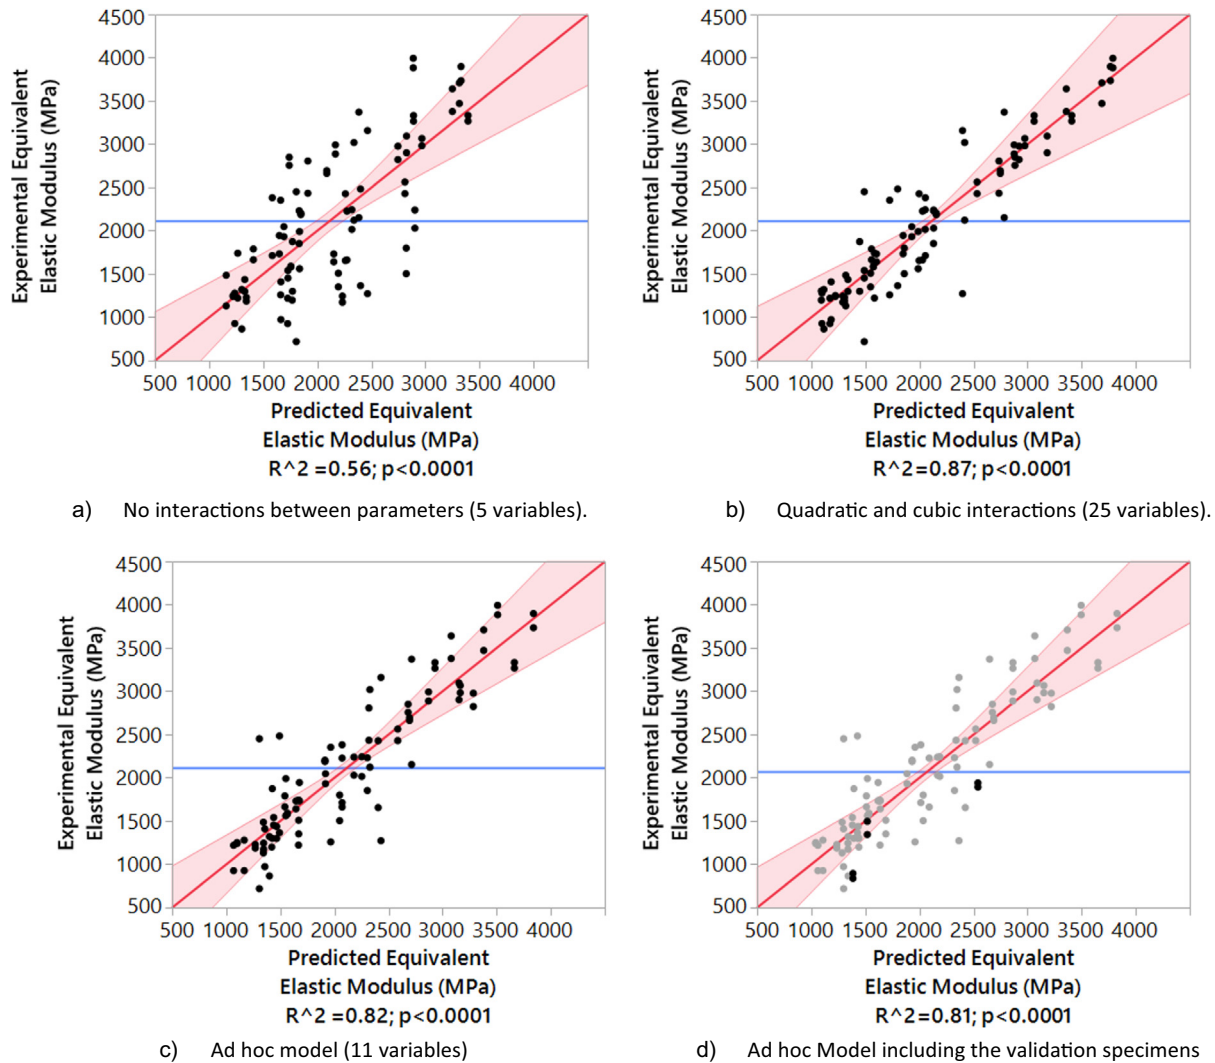 4500
4000
3500
3000
2500
2000
1500
1000
500
Experimental Equivalent
Elastic Modulus (MPa)
500 1000 1500 2000 2500 3000 3500 4000
Predicted Equivalent
Elastic Modulus (MPa)
R^2 =0.56; p<0.0001
a) No interactions between parameters (5 variables).
4500
4000
3500
3000
2500
2000
1500
1000
500
Experimental Equivalent
Elastic Modulus (MPa)
500 1000 1500 2000 2500 3000 3500 4000
Predicted Equivalent
Elastic Modulus (MPa)
R^2=0.87; p<0.0001
b) Quadratic and cubic interactions (25 variables).
4500
4000
3500
3000
2500
2000
1500
1000
500
Experimental Equivalent
Elastic Modulus (MPa)
500 1000 1500 2000 2500 3000 3500 4000
Predicted Equivalent
Elastic Modulus (MPa)
R^2 =0.82; p<0.0001
c) Ad hoc model (11 variables)
4500
4000
3500
3000
2500
2000
1500
1000
500
Experimental Equivalent
Elastic Modulus (MPa)
500 1000 1500 2000 2500 3000 3500 4000
Predicted Equivalent
Elastic Modulus (MPa)
R^2=0.81; p<0.0001
d) Ad hoc Model including the validation specimens